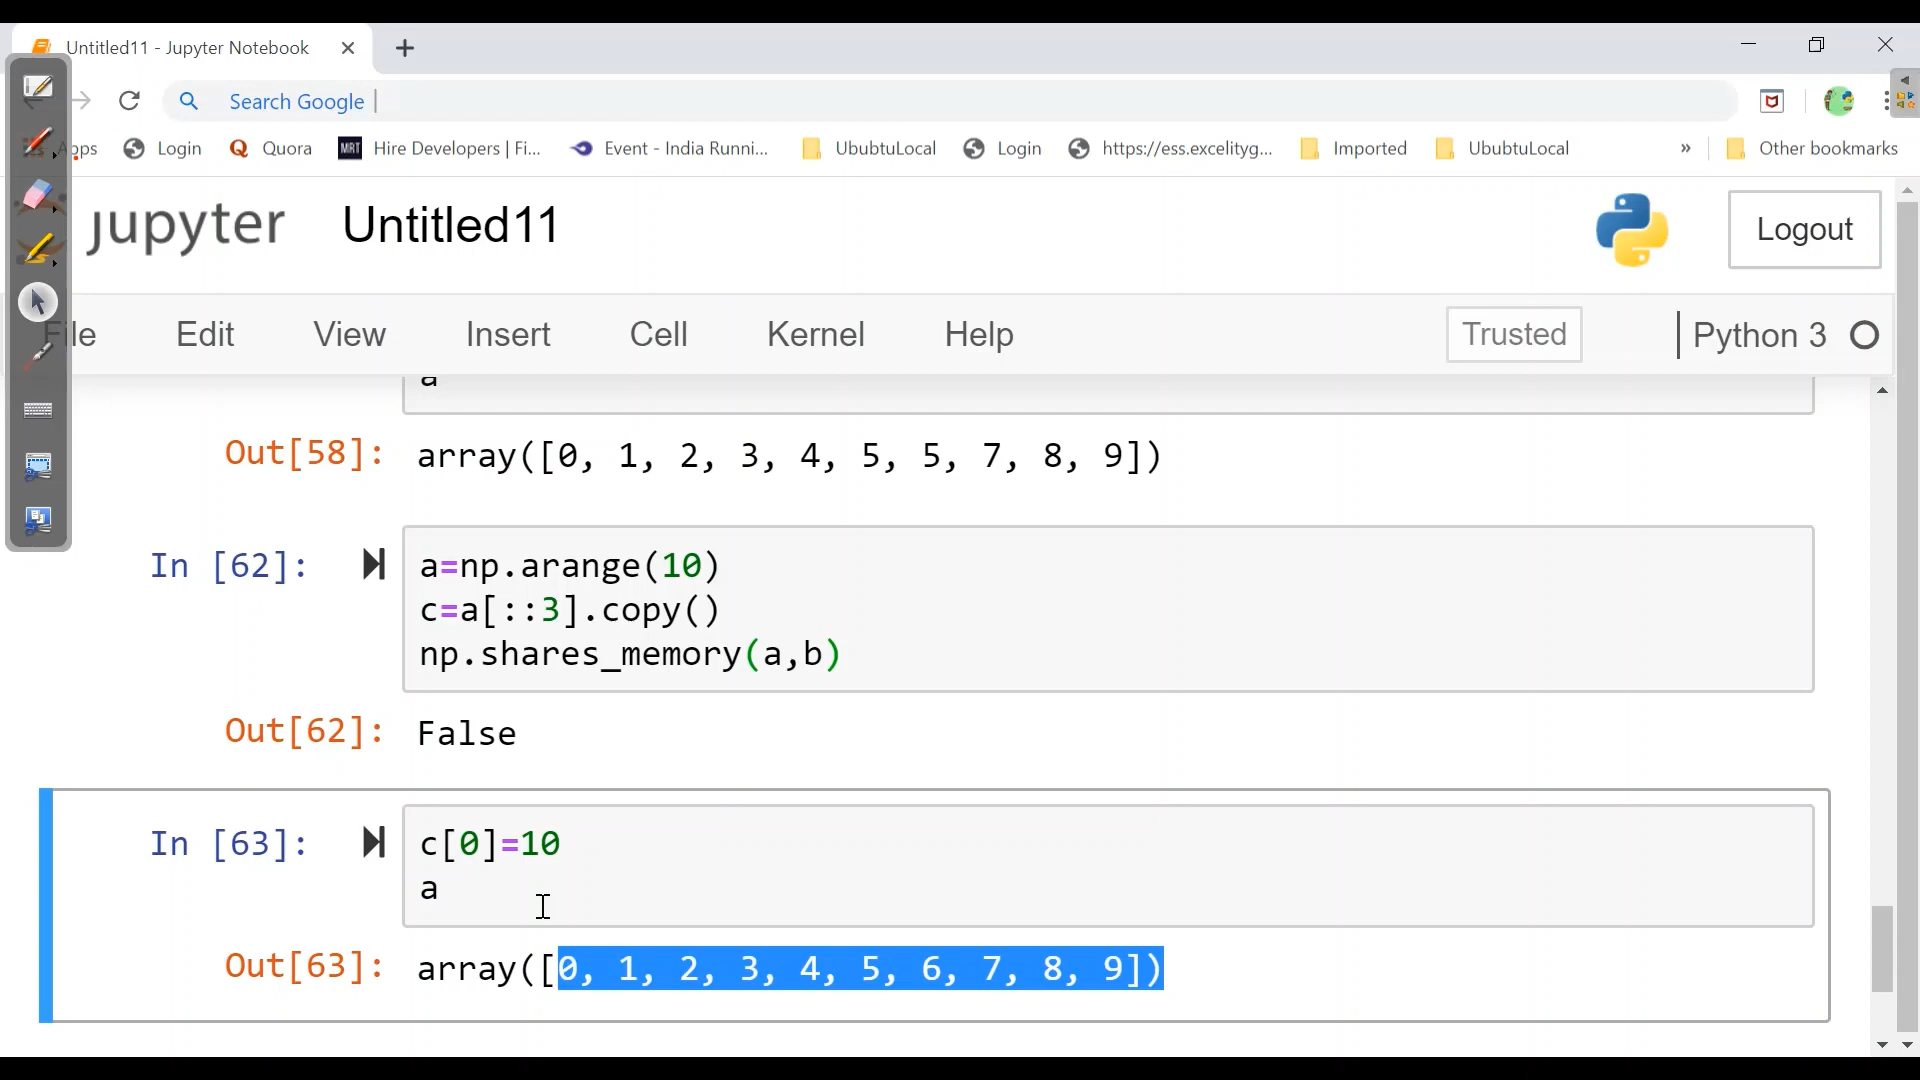 Untitled11 - Jupyter Notebook
Search Google
Apps
Login
Quora
MRT
Hire Developers | Fi...
Event - India Runni...
UbubtuLocal
Login
https://ess.excelityg...
Imported
UbubtuLocal
»
Other bookmarks
jupyter
Untitled11
Logout
File
Edit
View
Insert
Cell
Kernel
Help
Trusted
Python 3
a
Out[58]: array([0, 1, 2, 3, 4, 5, 5, 7, 8, 9])
In [62]: a=np.arange(10)
c=a[::3].copy()
np.shares_memory(a,b)
Out[62]: False
In [63]: c[0]=10
a
Out[63]: array([0, 1, 2, 3, 4, 5, 6, 7, 8, 9])